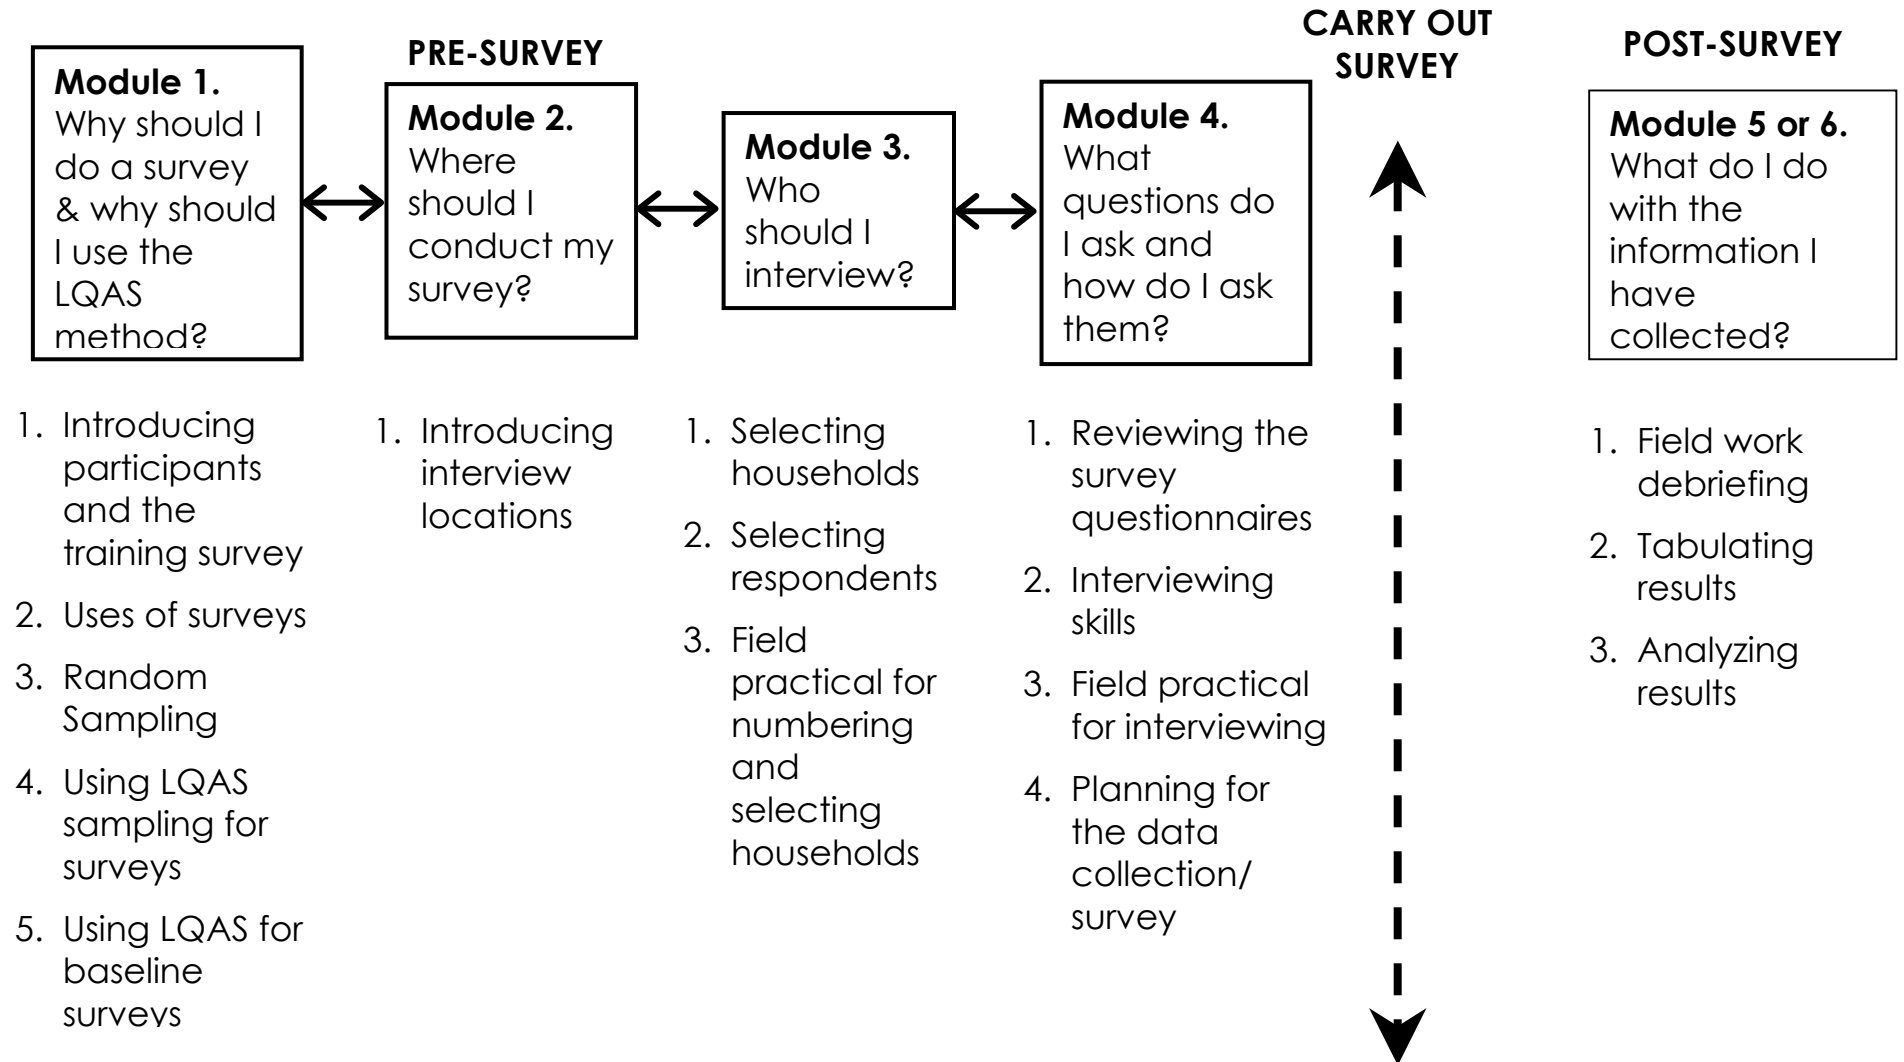 PRE-SURVEY
CARRY OUT
SURVEY
POST-SURVEY
Module 1.
Why should I
do a survey
& why should
I use the
LQAS
method?
Module 2.
Where
should I
conduct my
survey?
Module 3.
Who
should I
interview?
Module 4.
What
questions do
I ask and
how do I ask
them?
Module 5 or 6.
What do I do
with the
information I
have
collected?
1. Introducing
participants
and the
training survey
2. Uses of surveys
3. Random
Sampling
4. Using LQAS
sampling for
surveys
5. Using LQAS for
baseline
surveys
1. Introducing
interview
locations
1. Selecting
households
2. Selecting
respondents
3. Field
practical for
numbering
and
selecting
households
1. Reviewing the
survey
questionnaires
2. Interviewing
skills
3. Field practical
for interviewing
4. Planning for
the data
collection/
survey
1. Field work
debriefing
2. Tabulating
results
3. Analyzing
results